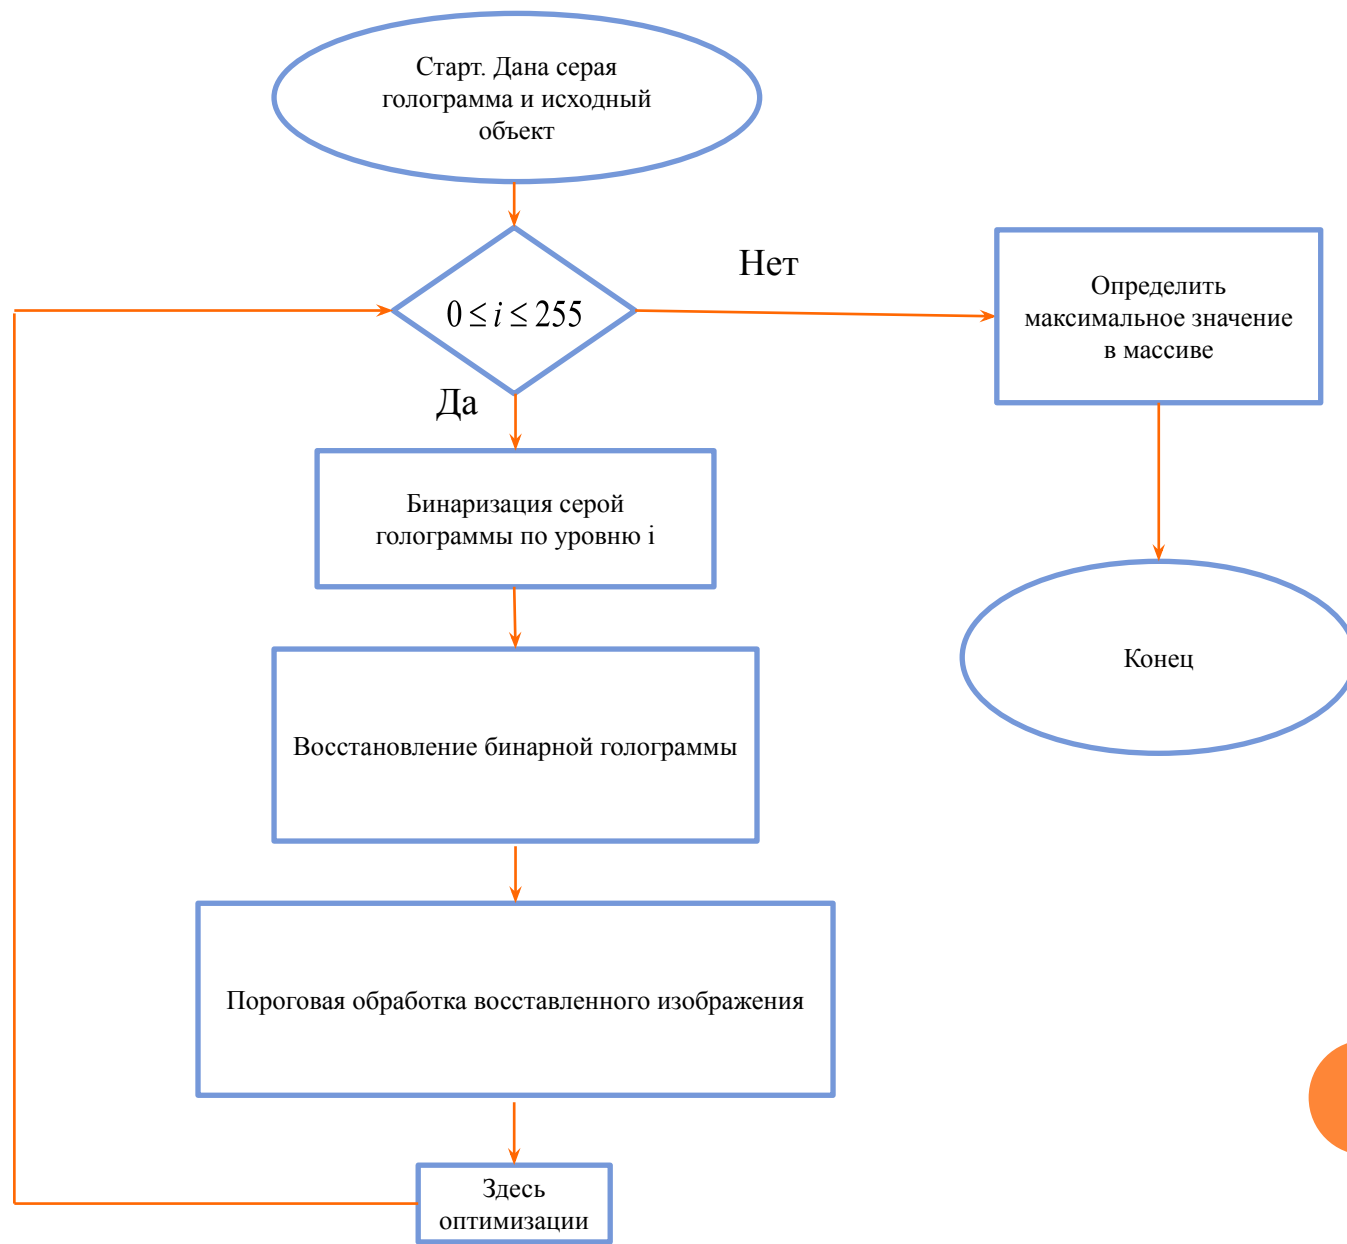 Старт. Дана серая
голограмма и исходный
объект
0 ≤ i ≤ 255
Нет
Определить
максимальное значение
в массиве
Да
Бинаризация серой
голограммы по уровню i
Восстановление бинарной голограммы
Конец
Пороговая обработка восставленного изображения
Здесь
оптимизации